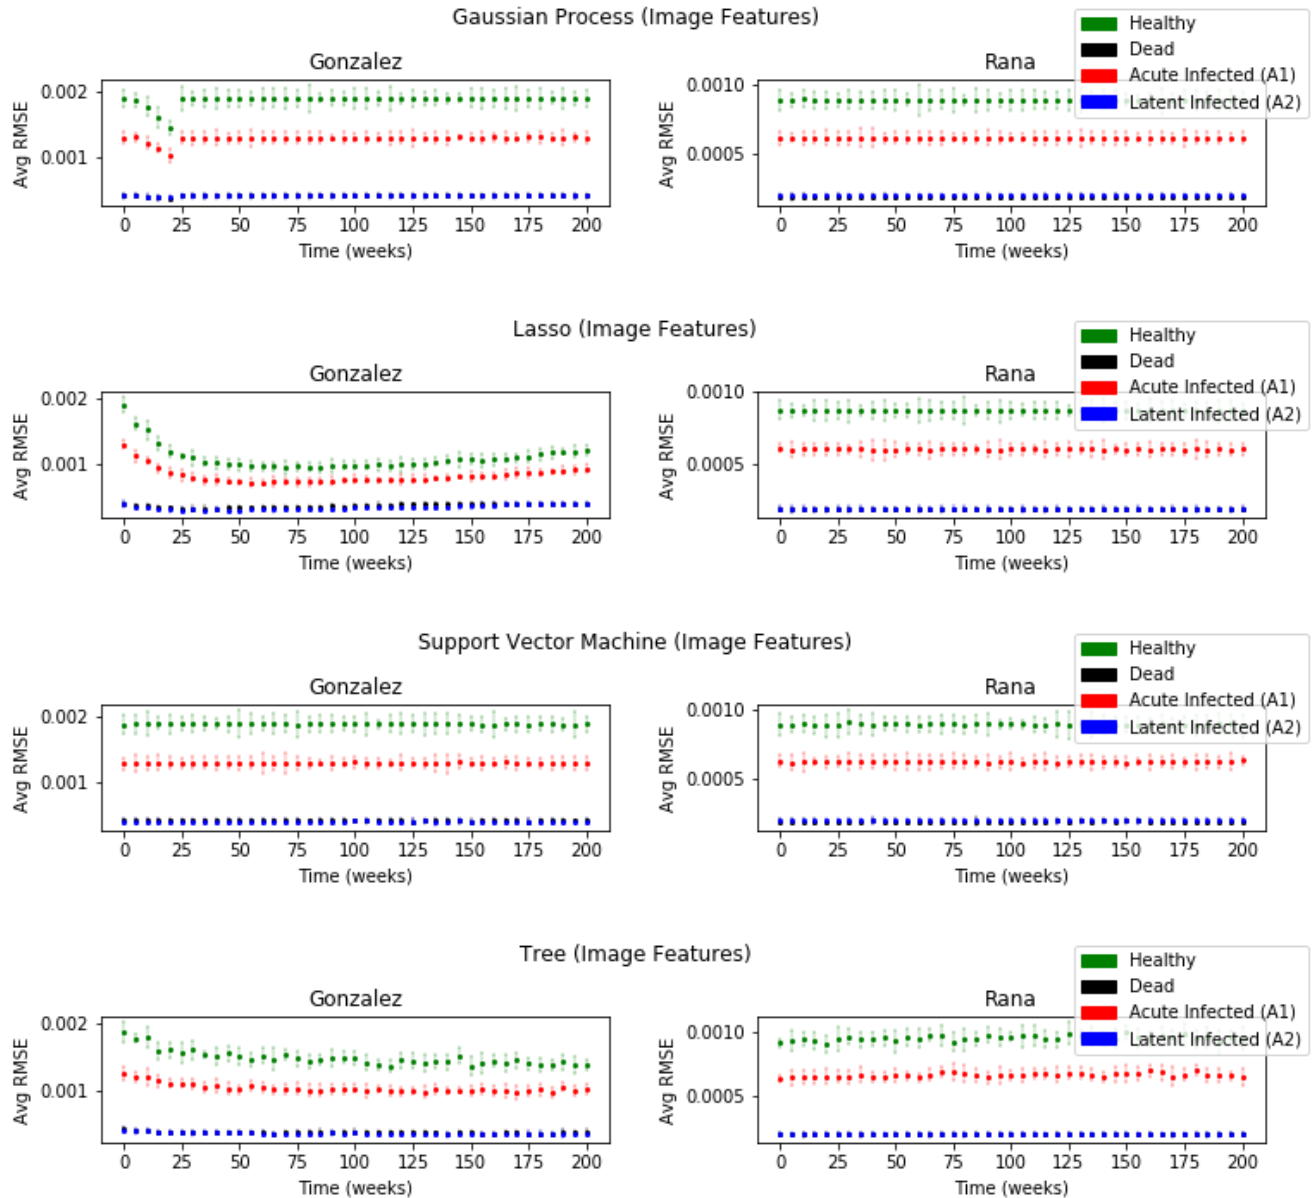 Gaussian Process (Image Features)
Healthy
Dead
Acute Infected (A1)
Latent Infected (A2)
Gonzalez
Avg RMSE
0.002
0.001
0 25 50 75 100 125 150 175 200
Time (weeks)
Rana
Avg RMSE
0.0010
0.0005
0 25 50 75 100 125 150 175 200
Time (weeks)
Lasso (Image Features)
Healthy
Dead
Acute Infected (A1)
Latent Infected (A2)
Gonzalez
Avg RMSE
0.002
0.001
0 25 50 75 100 125 150 175 200
Time (weeks)
Rana
Avg RMSE
0.0010
0.0005
0 25 50 75 100 125 150 175 200
Time (weeks)
Support Vector Machine (Image Features)
Healthy
Dead
Acute Infected (A1)
Latent Infected (A2)
Gonzalez
Avg RMSE
0.002
0.001
0 25 50 75 100 125 150 175 200
Time (weeks)
Rana
Avg RMSE
0.0010
0.0005
0 25 50 75 100 125 150 175 200
Time (weeks)
Tree (Image Features)
Healthy
Dead
Acute Infected (A1)
Latent Infected (A2)
Gonzalez
Avg RMSE
0.002
0.001
0 25 50 75 100 125 150 175 200
Time (weeks)
Rana
Avg RMSE
0.0010
0.0005
0 25 50 75 100 125 150 175 200
Time (weeks)